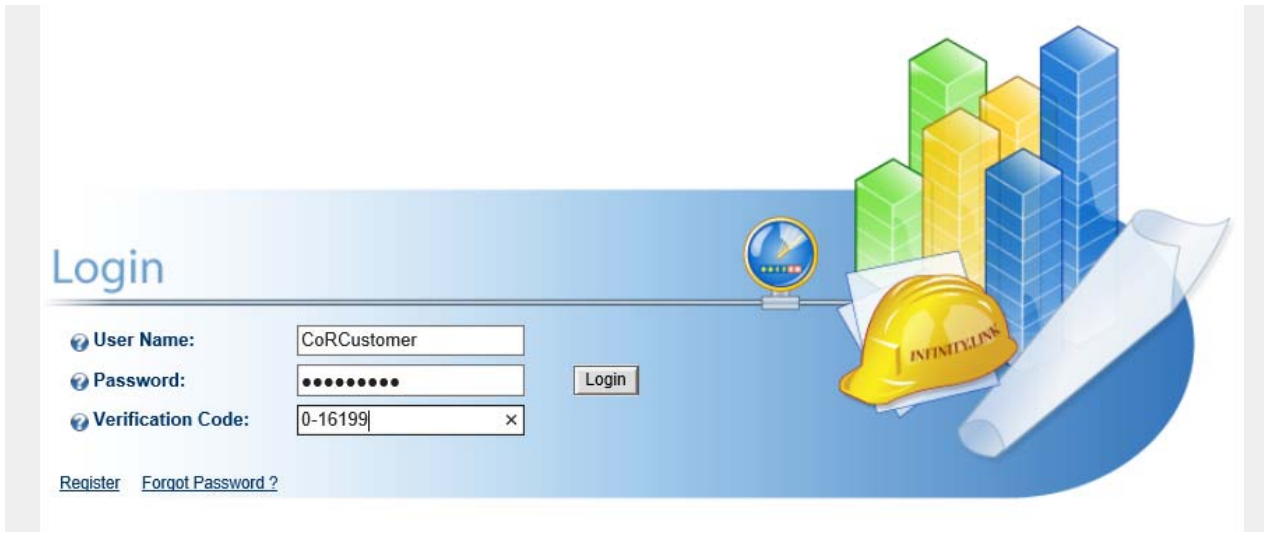 Login
User Name: CoRCustomer
Password: ●●●●●●●●● Login
Verification Code: 0-16199 ×
Register Forgot Password ?
INFINITY.LINK